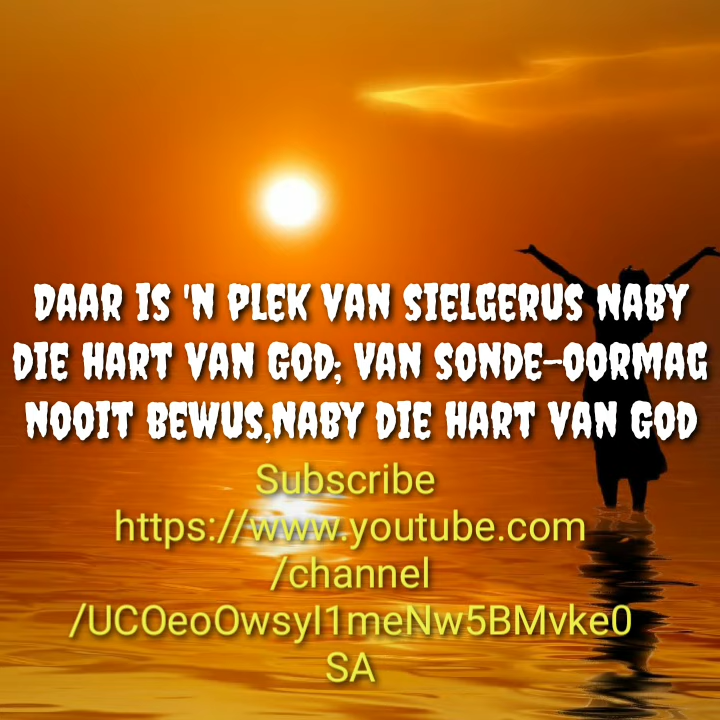 DAAR IS 'N PLEK VAN SIELGERUS NABY
DIE HART VAN GOD; VAN SONDE-OORMAG
NOOIT BEWUS,NABY DIE HART VAN GOD
Subscribe
https://www.youtube.com
/channel
/UCOeoOwsyI1meNw5BMvke0
SA